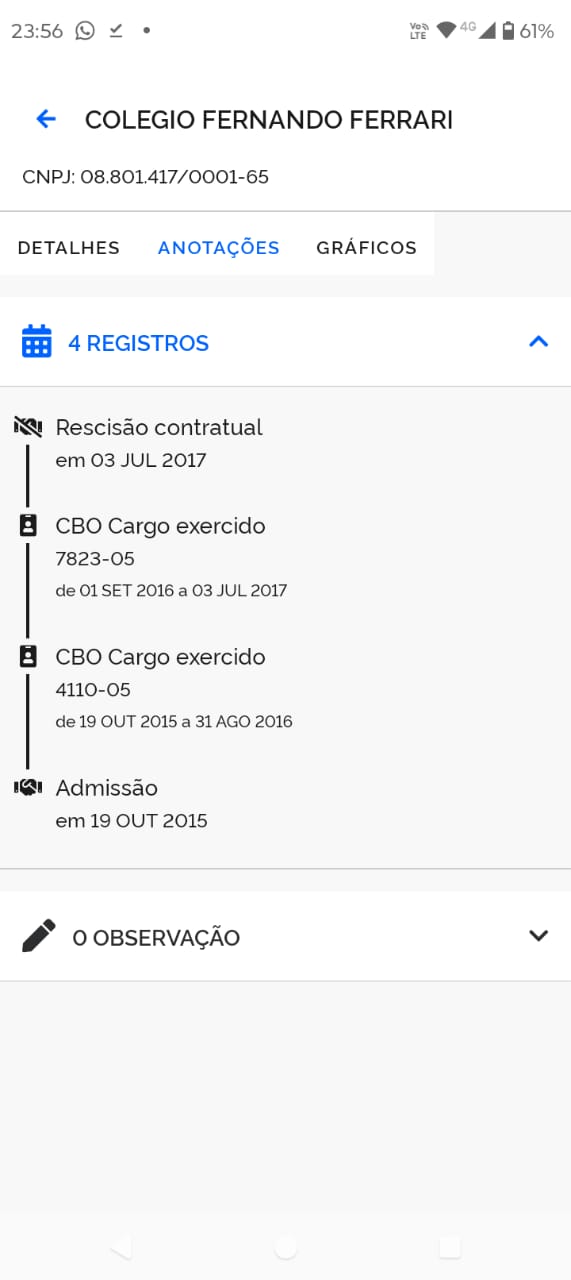 23:56 Vo LTE 4G 61%
COLEGIO FERNANDO FERRARI
CNPJ: 08.801.417/0001-65
DETALHES ANOTAÇÕES GRÁFICOS
4 REGISTROS
Rescisão contratual
em 03 JUL 2017
CBO Cargo exercido
7823-05
de 01 SET 2016 a 03 JUL 2017
CBO Cargo exercido
4110-05
de 19 OUT 2015 a 31 AGO 2016
Admissão
em 19 OUT 2015
0 OBSERVAÇÃO